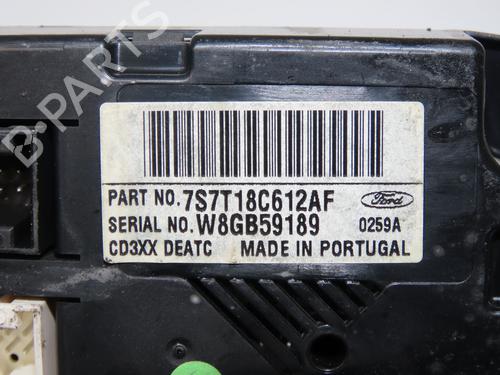 B-PARTS
PART NO. 7S7T18C612AF
Ford
SERIAL NO. W8GB59189
0259A
CD3XX DEATC MADE IN PORTUGAL